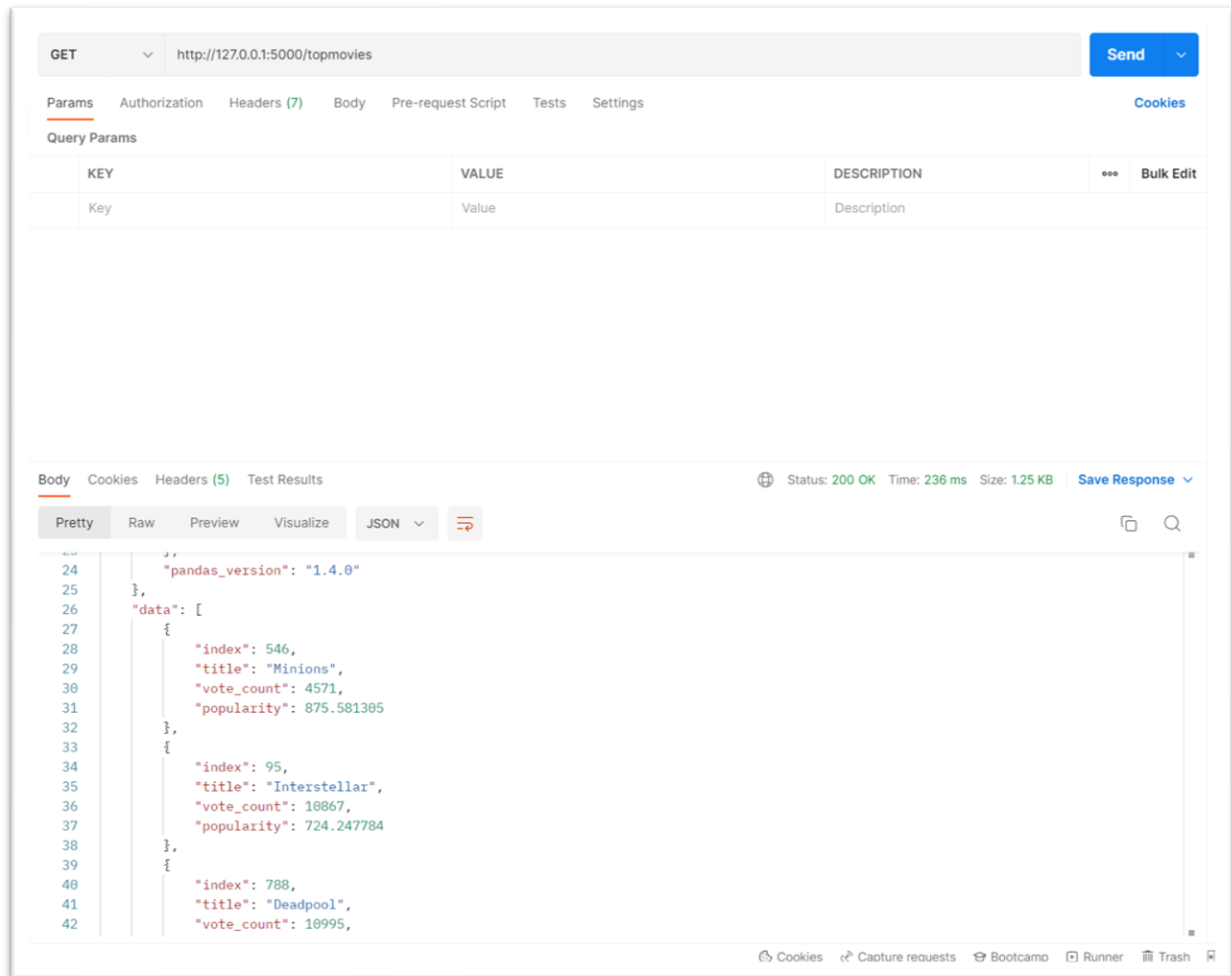 GET http://127.0.0.1:5000/topmovies Send
Params Authorization Headers (7) Body Pre-request Script Tests Settings Cookies
Query Params
KEY VALUE DESCRIPTION ooo Bulk Edit
Key Value Description
Body Cookies Headers (5) Test Results Status: 200 OK Time: 236 ms Size: 1.25 KB Save Response
Pretty Raw Preview Visualize JSON
23 ],
24 "pandas_version": "1.4.0"
25 },
26 "data": [
27 {
28 "index": 546,
29 "title": "Minions",
30 "vote_count": 4571,
31 "popularity": 875.581305
32 },
33 {
34 "index": 95,
35 "title": "Interstellar",
36 "vote_count": 10867,
37 "popularity": 724.247784
38 },
39 {
40 "index": 788,
41 "title": "Deadpool",
42 "vote_count": 10995,
Cookies Capture requests Bootcamp Runner Trash